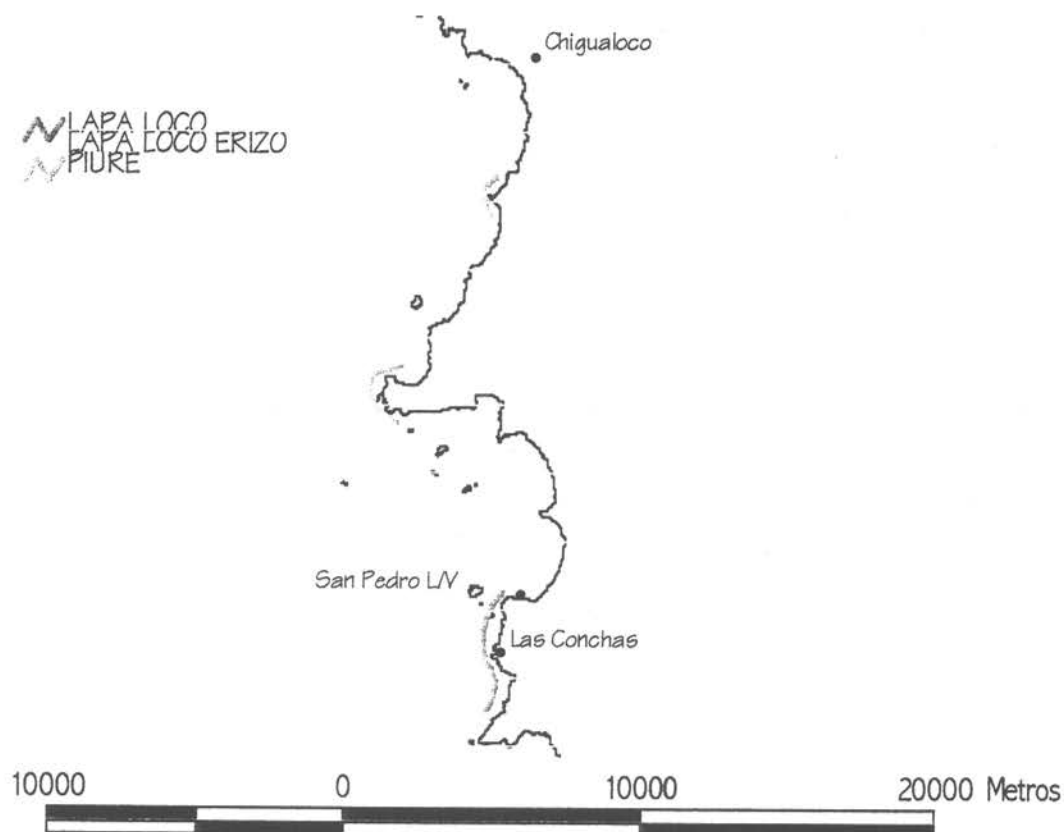 Chigualoco
LAPA LOCO
LAPA LOCO ERIZO
PIURE
San Pedro L/V
Las Conchas
10000 0 10000 20000 Metros